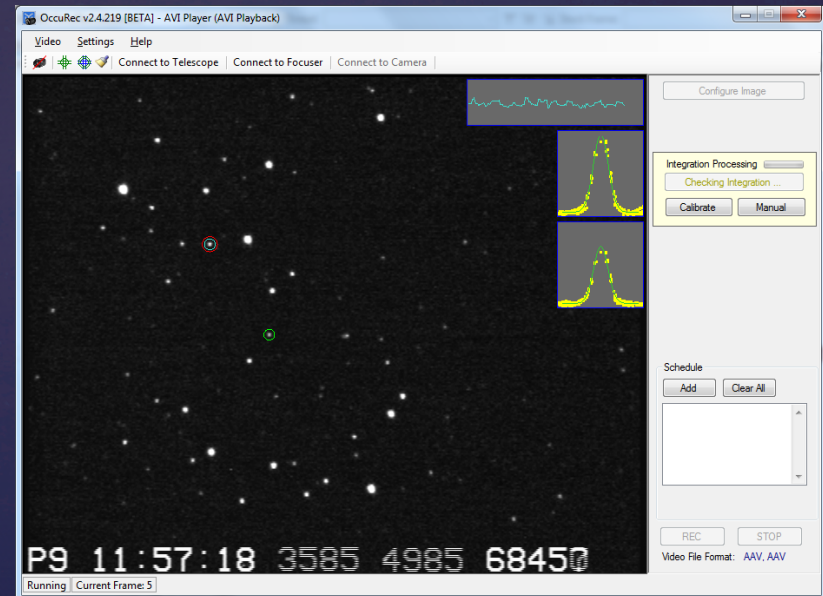 OccuRec v2.4.219 [BETA] - AVI Player (AVI Playback)
Video Settings Help
Connect to Telescope Connect to Focuser Connect to Camera
Configure Image
Integration Processing
Checking Integration ...
Calibrate Manual
Schedule
Add Clear All
P9 11:57:18 3585 4985 68450
REC STOP
Video File Format: AAV, AAV
Running Current Frame: 5